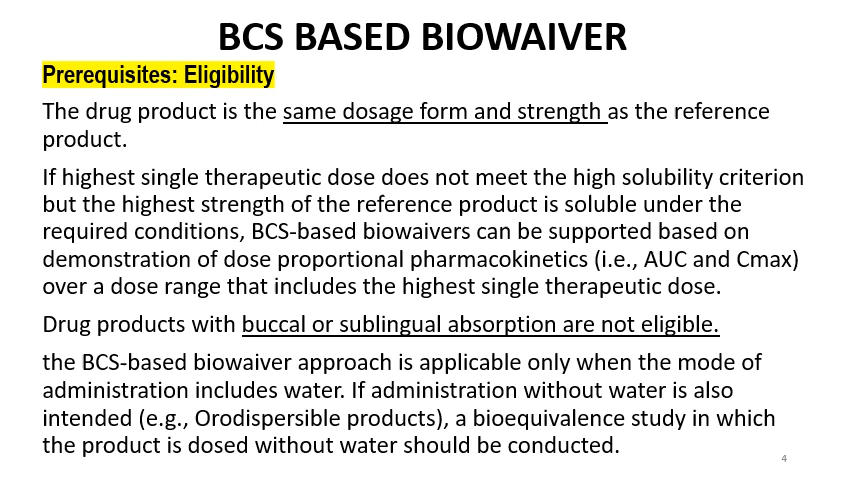 BCS BASED BIOWAIVER
Prerequisites: Eligibility
The drug product is the same dosage form and strength as the reference
product.
If highest single therapeutic dose does not meet the high solubility criterion
but the highest strength of the reference product is soluble under the
required conditions, BCS-based biowaivers can be supported based on
demonstration of dose proportional pharmacokinetics (i.e., AUC and Cmax)
over a dose range that includes the highest single therapeutic dose.
Drug products with buccal or sublingual absorption are not eligible.
the BCS-based biowaiver approach is applicable only when the mode of
administration includes water. If administration without water is also
intended (e.g., Orodispersible products), a bioequivalence study in which
the product is dosed without water should be conducted.
4